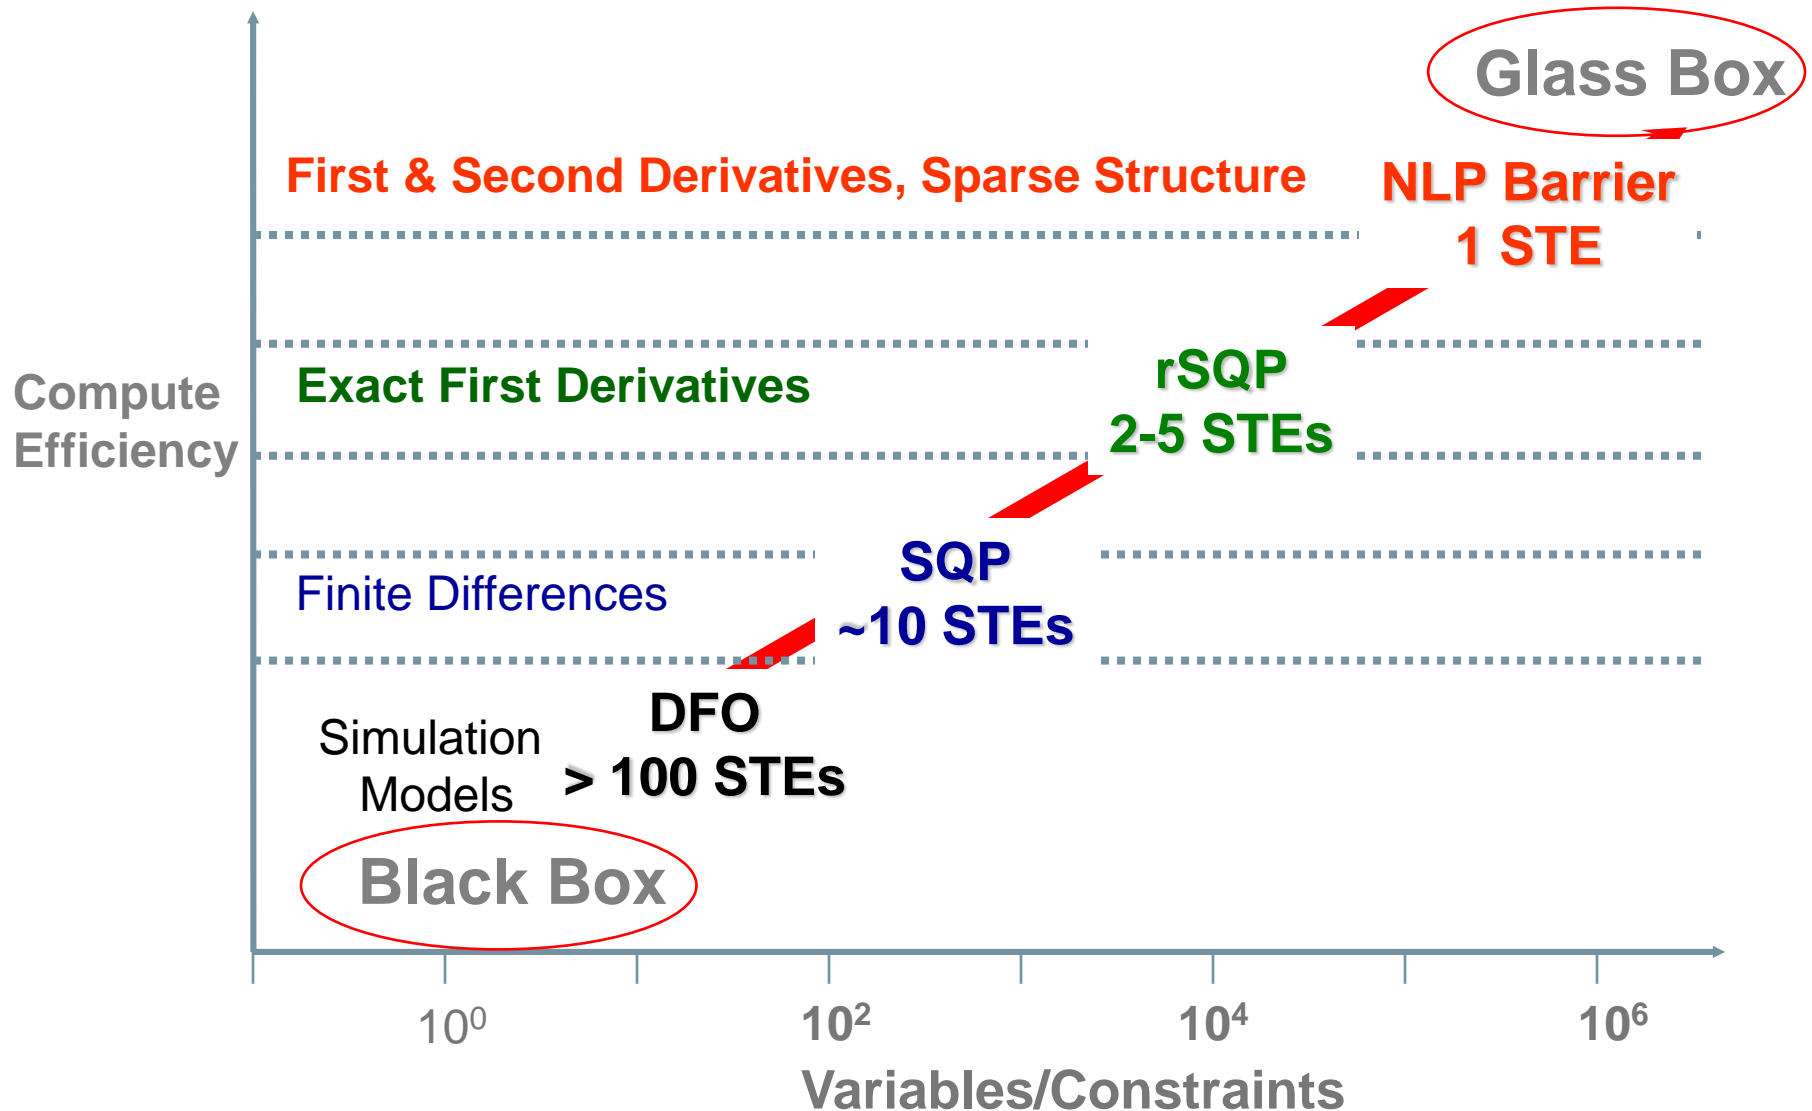 Glass Box
First & Second Derivatives, Sparse Structure
NLP Barrier
1 STE
Compute
Efficiency
Exact First Derivatives
rSQP
2-5 STEs
Finite Differences
SQP
~10 STEs
Simulation
Models
DFO
> 100 STEs
Black Box
10⁰
10²
10⁴
10⁶
Variables/Constraints